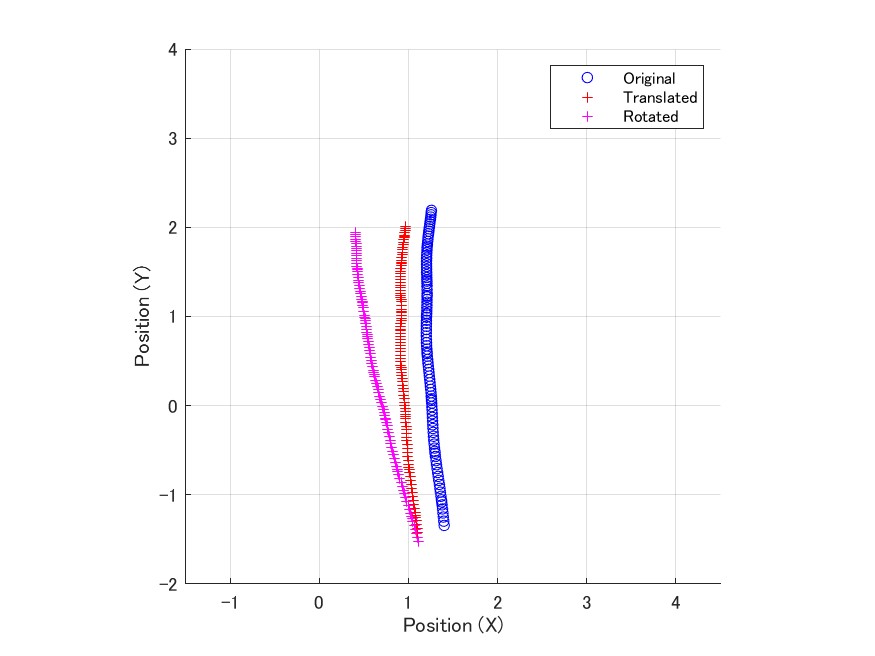 Original
Translated
Rotated
4
3
2
1
0
−1
−2
Position (Y)
−1
0
1
2
3
4
Position (X)